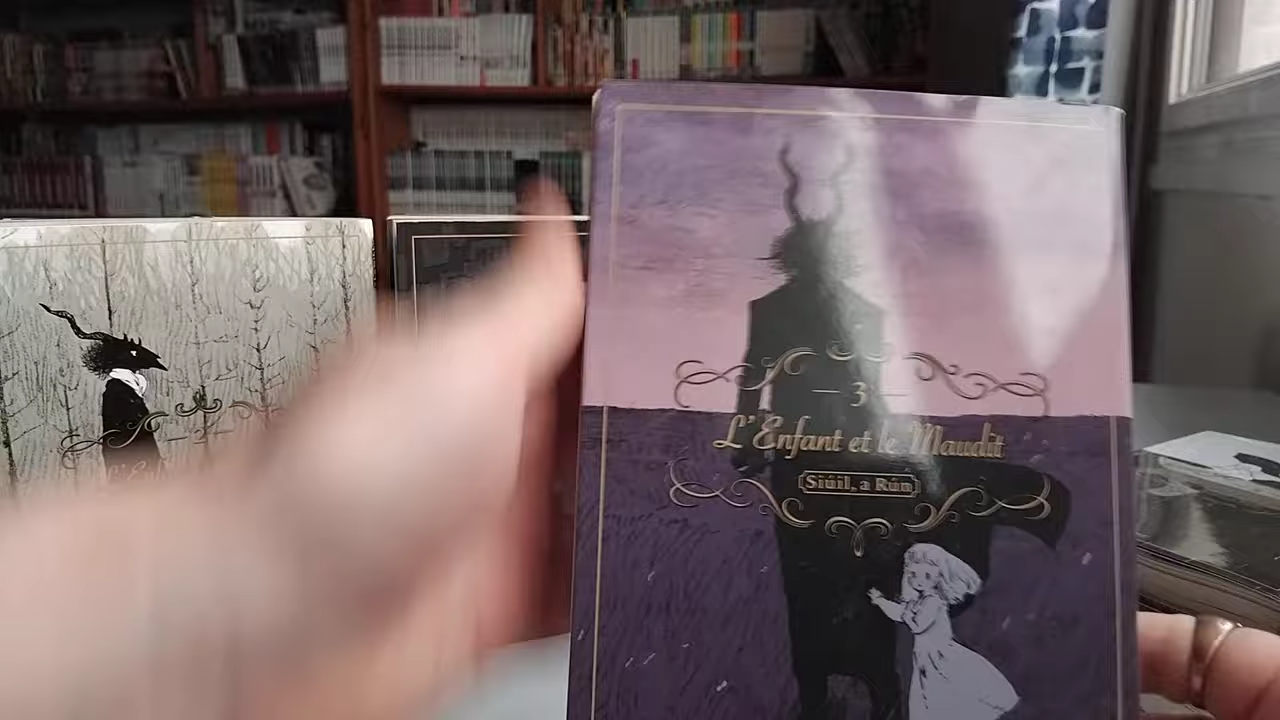 — 3 —
L'Enfant et le Maudit
Siúil, a Rún